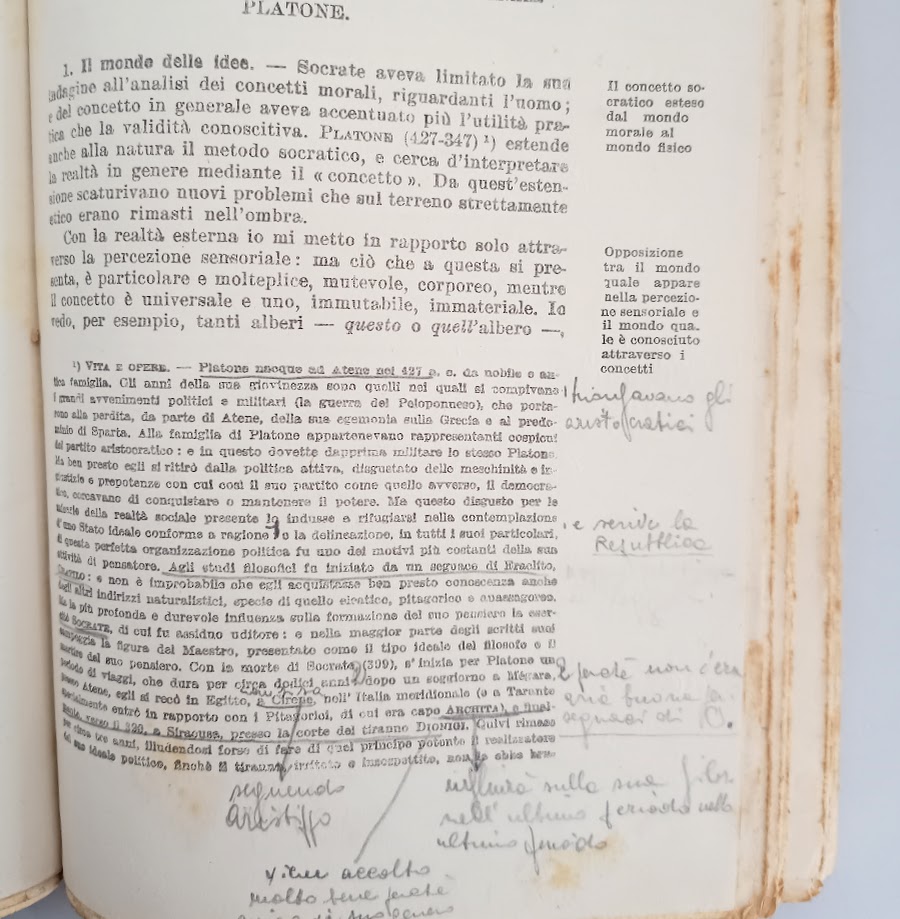 PLATONE.
1. Il mondo delle idee. — Socrate aveva limitato la sua
indagine all'analisi dei concetti morali, riguardanti l'uomo;
e del concetto in generale aveva accentuato più l'utilità pra-
tica che la validità conoscitiva. PLATONE (427-347) ¹) estende
anche alla natura il metodo socratico, e cerca d'interpretare
la realtà in genere mediante il « concetto ». Da quest'esten-
sione scaturivano nuovi problemi che sul terreno strettamente
etico erano rimasti nell'ombra.
Il concetto so-
cratico esteso
dal mondo
morale al
mondo fisico
Con la realtà esterna io mi metto in rapporto solo attra-
verso la percezione sensoriale: ma ciò che a questa si pre-
senta, è particolare e molteplice, mutevole, corporeo, mentre
il concetto è universale e uno, immutabile, immateriale. Io
vedo, per esempio, tanti alberi — questo o quell'albero —,
Opposizione
tra il mondo
quale appare
nella percezio-
ne sensoriale e
il mondo qua-
le è conosciuto
attraverso i
concetti
¹) VITA E OPERE. — Platone nacque ad Atene nel 427 a. C. da nobile e an-
tica famiglia. Gli anni della sua giovinezza sono quelli nei quali si compivano
i grandi avvenimenti politici e militari (la guerra del Peloponneso), che porta-
rono alla perdita, da parte di Atene, della sua egemonia sulla Grecia e al predo-
minio di Sparta. Alla famiglia di Platone appartenevano rappresentanti cospicui
del partito aristocratico: e in questo dovette dapprima militare lo stesso Platone.
Ma ben presto egli si ritirò dalla politica attiva, disgustato delle meschinità e in-
giustizie e prepotenze con cui così il suo partito come quello avverso, il democra-
tico, cercavano di conquistare o mantenere il potere. Ma questo disgusto per le
miserie della realtà sociale presente lo indusse a rifugiarsi nella contemplazione
d'uno Stato ideale conforme a ragione e la delineazione, in tutti i suoi particolari,
di questa perfetta organizzazione politica fu uno dei motivi più costanti della sua
attività di pensatore. Agli studi filosofici fu iniziato da un seguace di Eraclito,
CRATILO: e non è improbabile che egli acquistasse ben presto conoscenza anche
degli altri indirizzi naturalistici, specie di quello eleatico, pitagorico e anassagoreo.
Ma la più profonda e durevole influenza sulla formazione del suo pensiero la eser-
citò SOCRATE, di cui fu assiduo uditore: e nella maggior parte degli scritti suoi
campeggia la figura del Maestro, presentato come il tipo ideale del filosofo e il
martire del suo pensiero. Con la morte di Socrate (399), s'inizia per Platone un
periodo di viaggi, che dura per circa dodici anni: dopo un soggiorno a Mégara,
presso Atene, egli si recò in Egitto, a Cirene, nell'Italia meridionale (e a Taranto
specialmente entrò in rapporto con i Pitagorici, di cui era capo ARCHITA), e final-
mente, verso il 388, a Siracusa, presso la corte del tiranno DIONIGI. Quivi rimase
per circa tre anni, illudendosi forse di fare di quel principe potente il realizzatore
del suo ideale politico, finché il tiranno, irritato e insospettito, non lo ebbe ban-
trionfavano gli
aristocratici
e scrive la
Repubblica
perché non c'era
più buona
seguaci di
seguendo
Aristippo
sulla sua filos
nell'ultimo periodo nello
ultimo periodo
viene accolto
molto bene perché